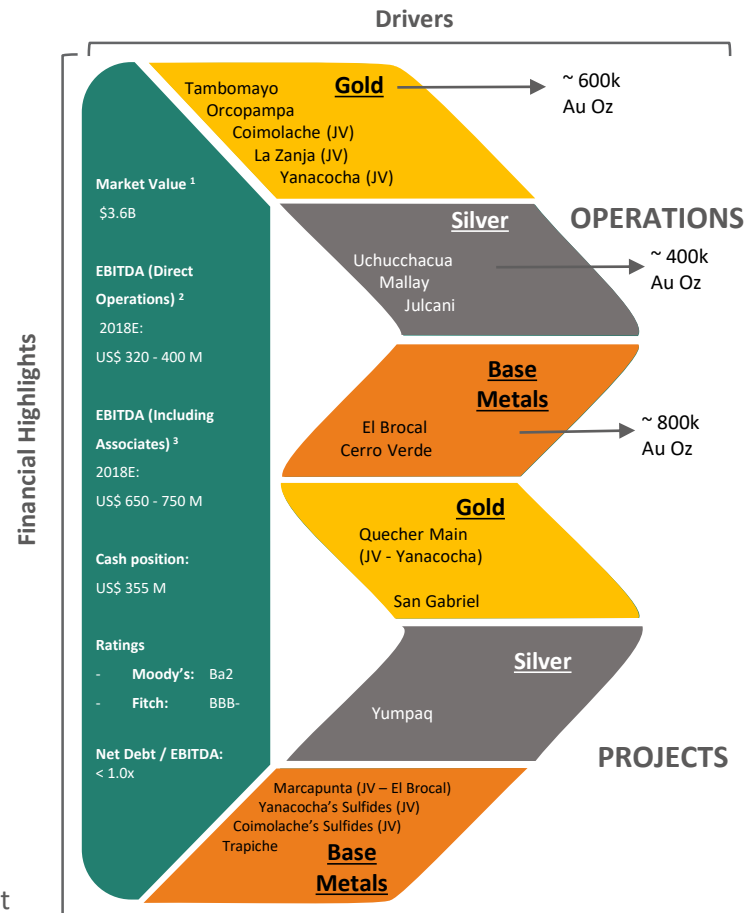 Drivers
Financial Highlights
Market Value 1
$3.6B
EBITDA (Direct
Operations) 2
2018E:
US$ 320 - 400 M
EBITDA (Including
Associates) 3
2018E:
US$ 650 - 750 M
Cash position:
US$ 355 M
Ratings
- Moody's: Ba2
- Fitch: BBB-
Net Debt / EBITDA:
< 1.0x
Gold
Tambomayo
Orcopampa
Coimolache (JV)
La Zanja (JV)
Yanacocha (JV)
~ 600k
Au Oz
OPERATIONS
Silver
Uchucchacua
Mallay
Julcani
~ 400k
Au Oz
Base
Metals
El Brocal
Cerro Verde
~ 800k
Au Oz
Gold
Quecher Main
(JV - Yanacocha)
San Gabriel
Silver
Yumpaq
PROJECTS
Marcapunta (JV – El Brocal)
Yanacocha's Sulfides (JV)
Coimolache's Sulfides (JV)
Trapiche
Base
Metals
t